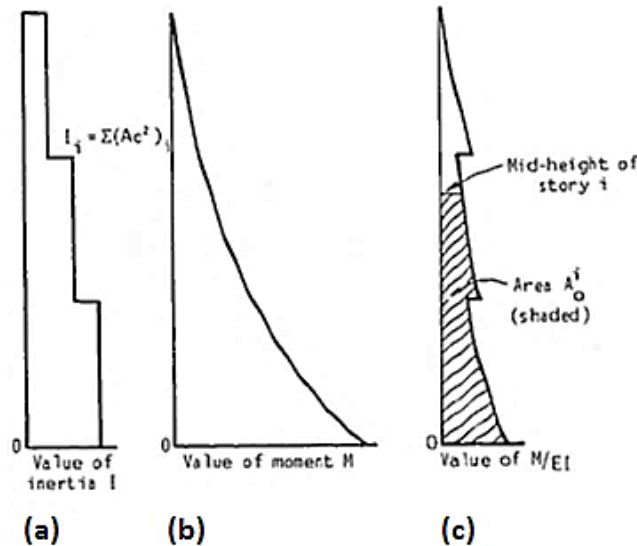 I_i = Σ(Ac²)_i
Mid-height of
story i
Area A_o^i
(shaded)
0
0
0
Value of
inertia I
Value of moment M
Value of M/EI
(a)
(b)
(c)